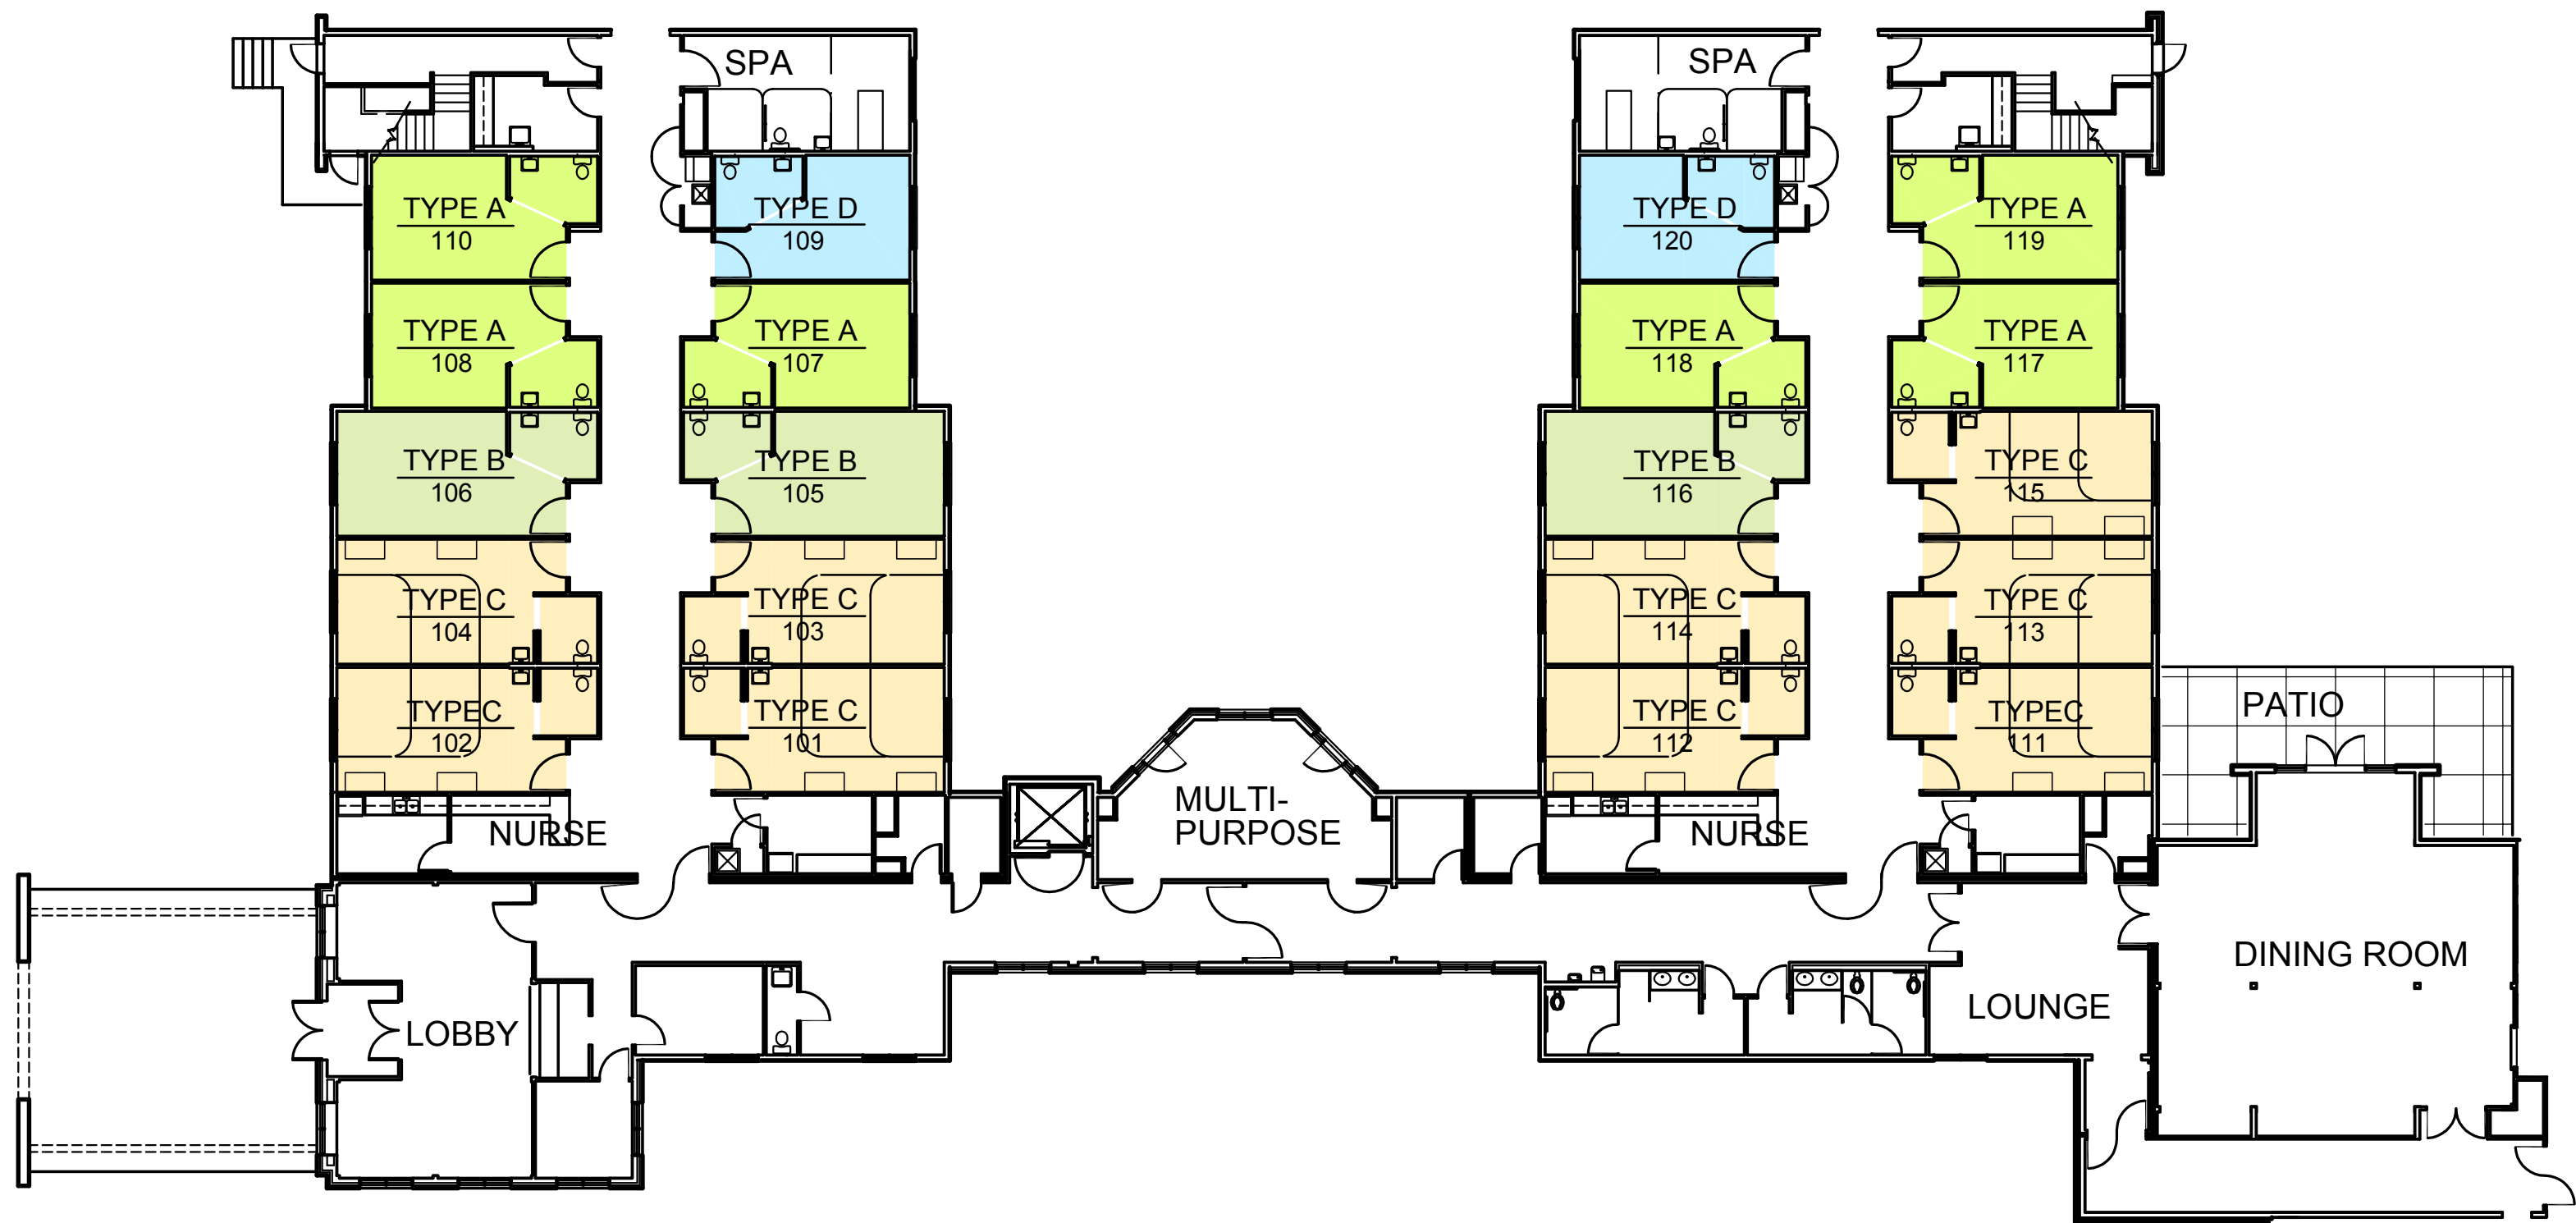 SPA
SPA
TYPE A
110
TYPE D
109
TYPE D
120
TYPE A
119
TYPE A
108
TYPE A
107
TYPE A
118
TYPE A
117
TYPE B
106
TYPE B
105
TYPE B
116
TYPE C
115
TYPE C
104
TYPE C
103
TYPE C
114
TYPE C
113
TYPEC
102
TYPE C
101
TYPE C
112
TYPEC
111
PATIO
NURSE
MULTI-
PURPOSE
NURSE
DINING ROOM
LOBBY
LOUNGE